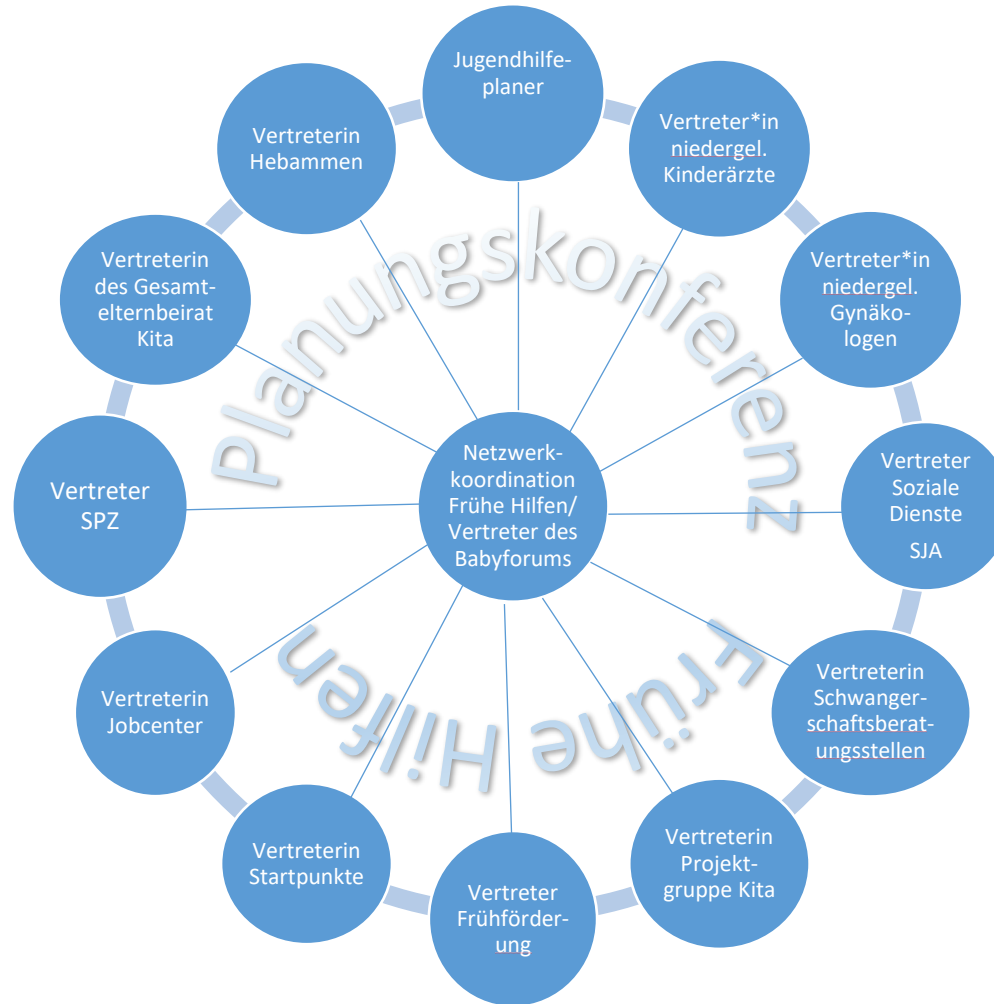 Jugendhilfe-
planer
Vertreter*in
niedergel.
Kinderärzte
Vertreter*in
niedergel.
Gynäko-
logen
Vertreter
Soziale
Dienste
SJA
Vertreterin
Schwanger-
schaftsberat-
ungsstellen
Vertreterin
Projekt-
gruppe Kita
Vertreter
Frühförder-
ung
Vertreterin
Startpunkte
Vertreterin
Jobcenter
Vertreter
SPZ
Vertreterin
des Gesamt-
elternbeirat
Kita
Vertreterin
Hebammen
Planungskonferenz
Frühe Hilfen
Netzwerk-
koordination
Frühe Hilfen/
Vertreter des
Babyforums